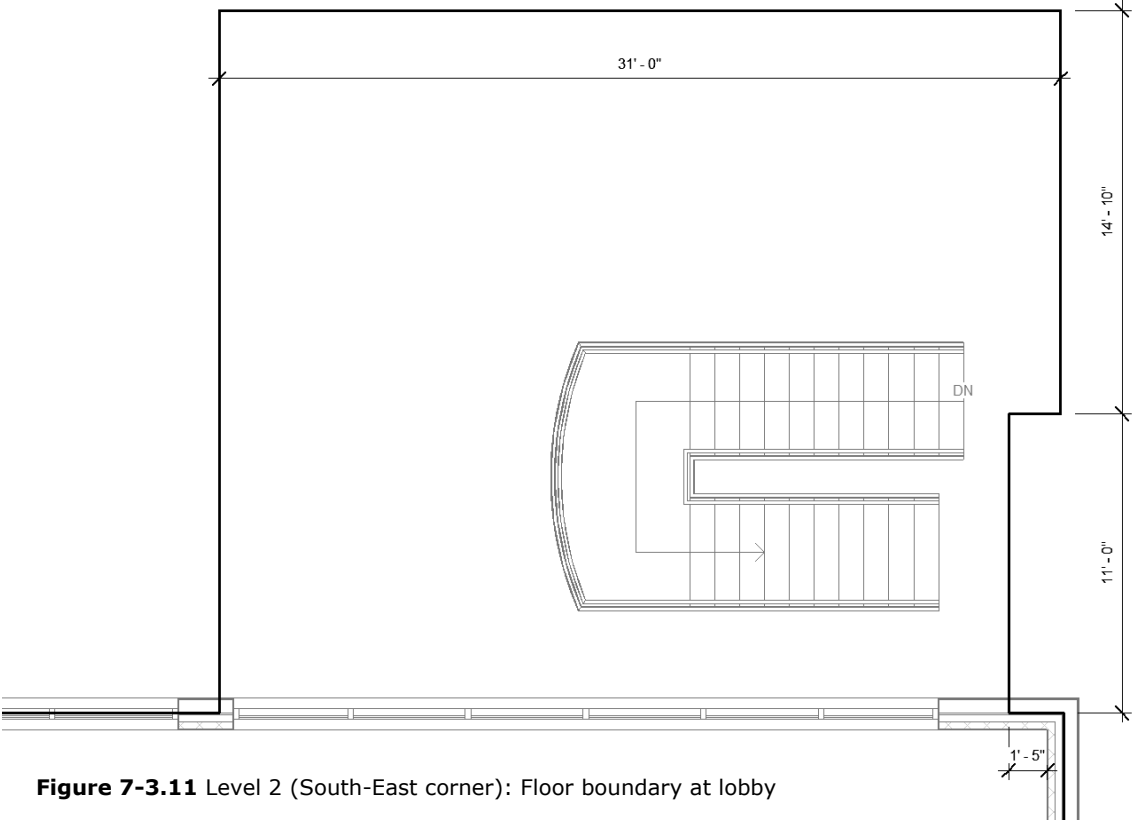 31' - 0"
14' - 10"
DN
11' - 0"
1' - 5"
Figure 7-3.11 Level 2 (South-East corner): Floor boundary at lobby